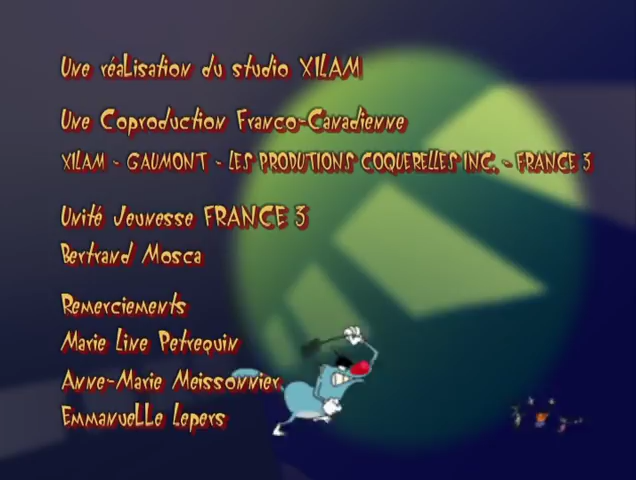 Une réalisation du studio XILAM
Une Coproduction Franco-Canadienne
XILAM - GAUMONT - LES PRODUTIONS COQUERELLES INC. - FRANCE 3
Unité Jeunesse FRANCE 3
Bertrand Mosca
Remerciements
Marie Line Petrequin
Anne-Marie Meissonnier
Emmanuelle Lepers